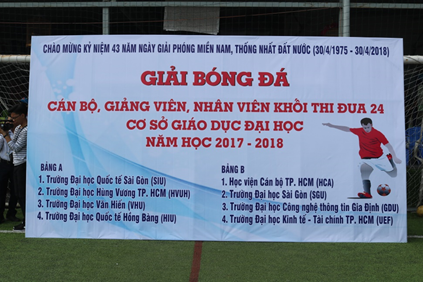 CHÀO MỪNG KỶ NIỆM 43 NĂM NGÀY GIẢI PHÓNG MIỀN NAM, THỐNG NHẤT ĐẤT NƯỚC (30/4/1975 - 30/4/2018)
GIẢI BÓNG ĐÁ
CÁN BỘ, GIẢNG VIÊN, NHÂN VIÊN KHỐI THI ĐUA 24
CƠ SỞ GIÁO DỤC ĐẠI HỌC
NĂM HỌC 2017 - 2018
BẢNG A
1. Trường Đại học Quốc tế Sài Gòn (SIU)
2. Trường Đại học Hùng Vương TP. HCM (HVUH)
3. Trường Đại học Văn Hiến (VHU)
4. Trường Đại học Quốc tế Hồng Bàng (HIU)
BẢNG B
1. Học viện Cán bộ TP. HCM (HCA)
2. Trường Đại học Sài Gòn (SGU)
3. Trường Đại học Công nghệ thông tin Gia Định (GDU)
4. Trường Đại học Kinh tế - Tài chính TP. HCM (UEF)